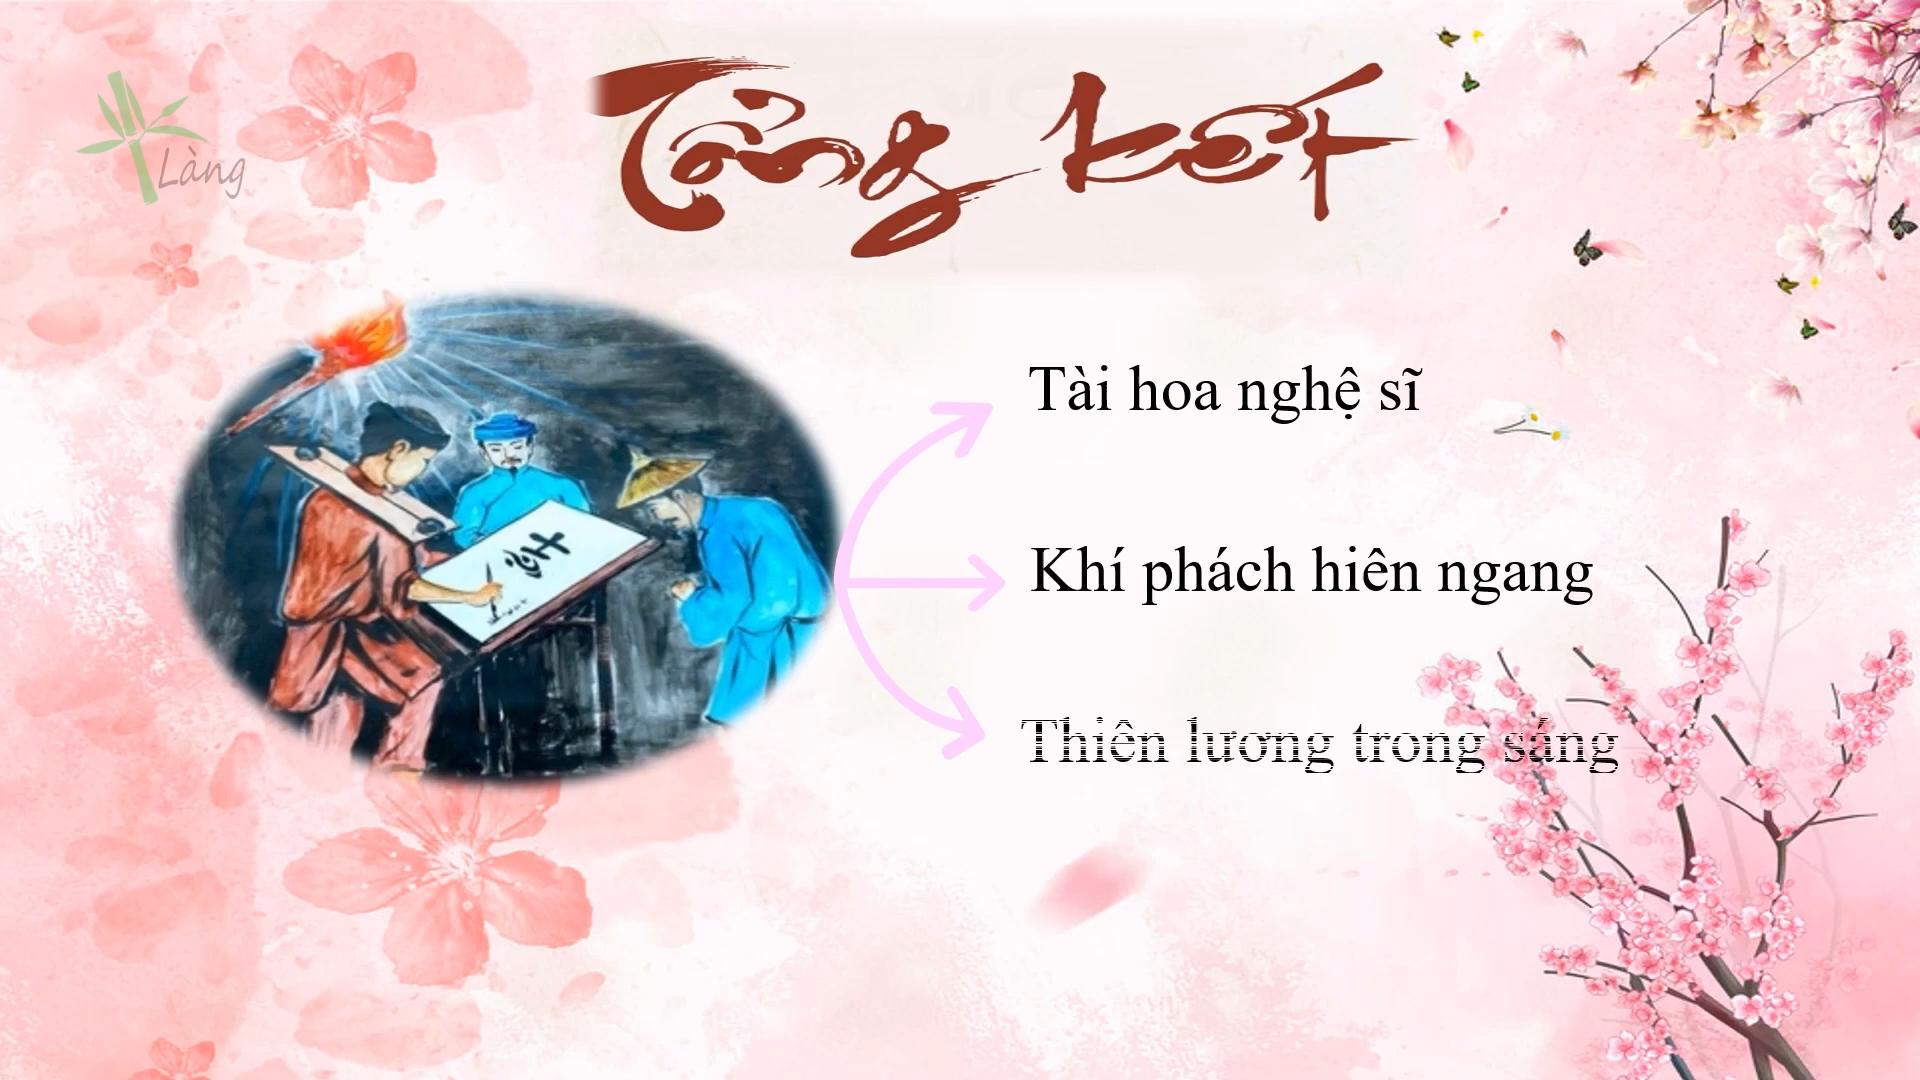 Làng
Tổng kết
Tài hoa nghệ sĩ
Khí phách hiên ngang
Thiên lương trong sáng